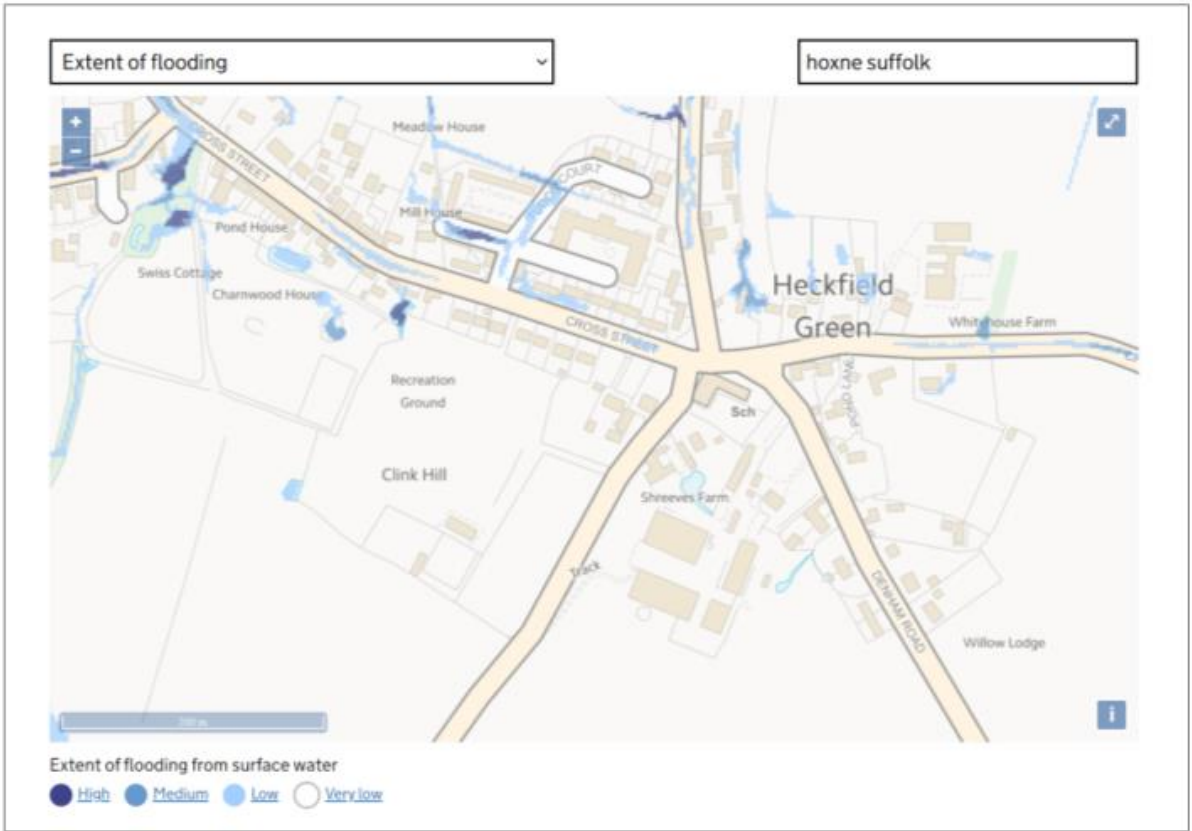 Extent of flooding
hoxne suffolk
+
−
Meadow House
CROSS STREET
COURT
Mill House
Pond House
Swiss Cottage
Charnwood House
Heckfield
Green
Whitehouse Farm
CROSS STREET
Recreation
Ground
Sch
Clink Hill
Shreeves Farm
Track
DENHAM ROAD
Willow Lodge
200 m
i
Extent of flooding from surface water
High Medium Low Very low